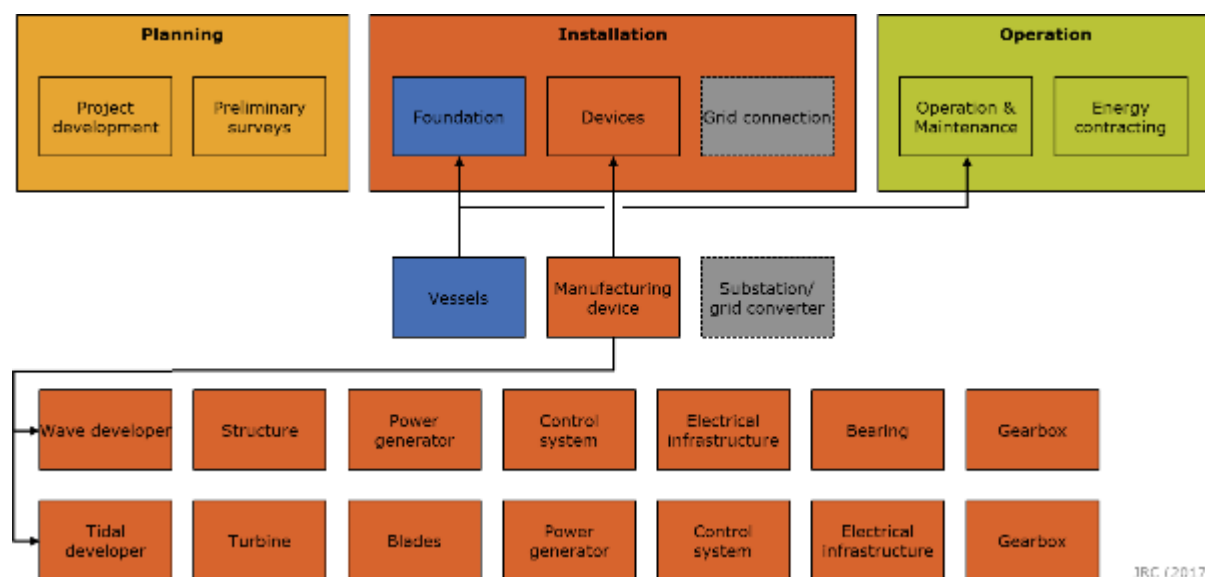 Planning
Installation
Operation
Project
development
Preliminary
surveys
Foundation
Devices
Grid connection
Operation &
Maintenance
Energy
contracting
Vessels
Manufacturing
device
Substation/
grid converter
Wave developer
Structure
Power
generator
Control
system
Electrical
infrastructure
Bearing
Gearbox
Tidal
developer
Turbine
Blades
Power
generator
Control
system
Electrical
infrastructure
Gearbox
JRC (2017